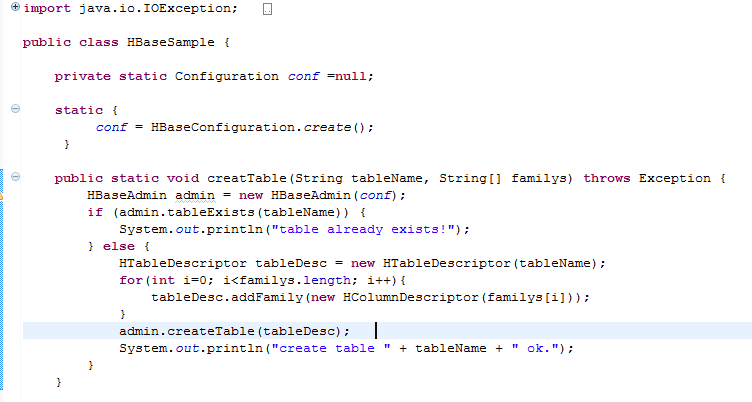 import java.io.IOException;
public class HBaseSample {
private static Configuration conf =null;
static {
conf = HBaseConfiguration.create();
}
public static void creatTable(String tableName, String[] familys) throws Exception {
HBaseAdmin admin = new HBaseAdmin(conf);
if (admin.tableExists(tableName)) {
System.out.println("table already exists!");
} else {
HTableDescriptor tableDesc = new HTableDescriptor(tableName);
for(int i=0; i<familys.length; i++){
tableDesc.addFamily(new HColumnDescriptor(familys[i]));
}
admin.createTable(tableDesc);
System.out.println("create table " + tableName + " ok.");
}
}